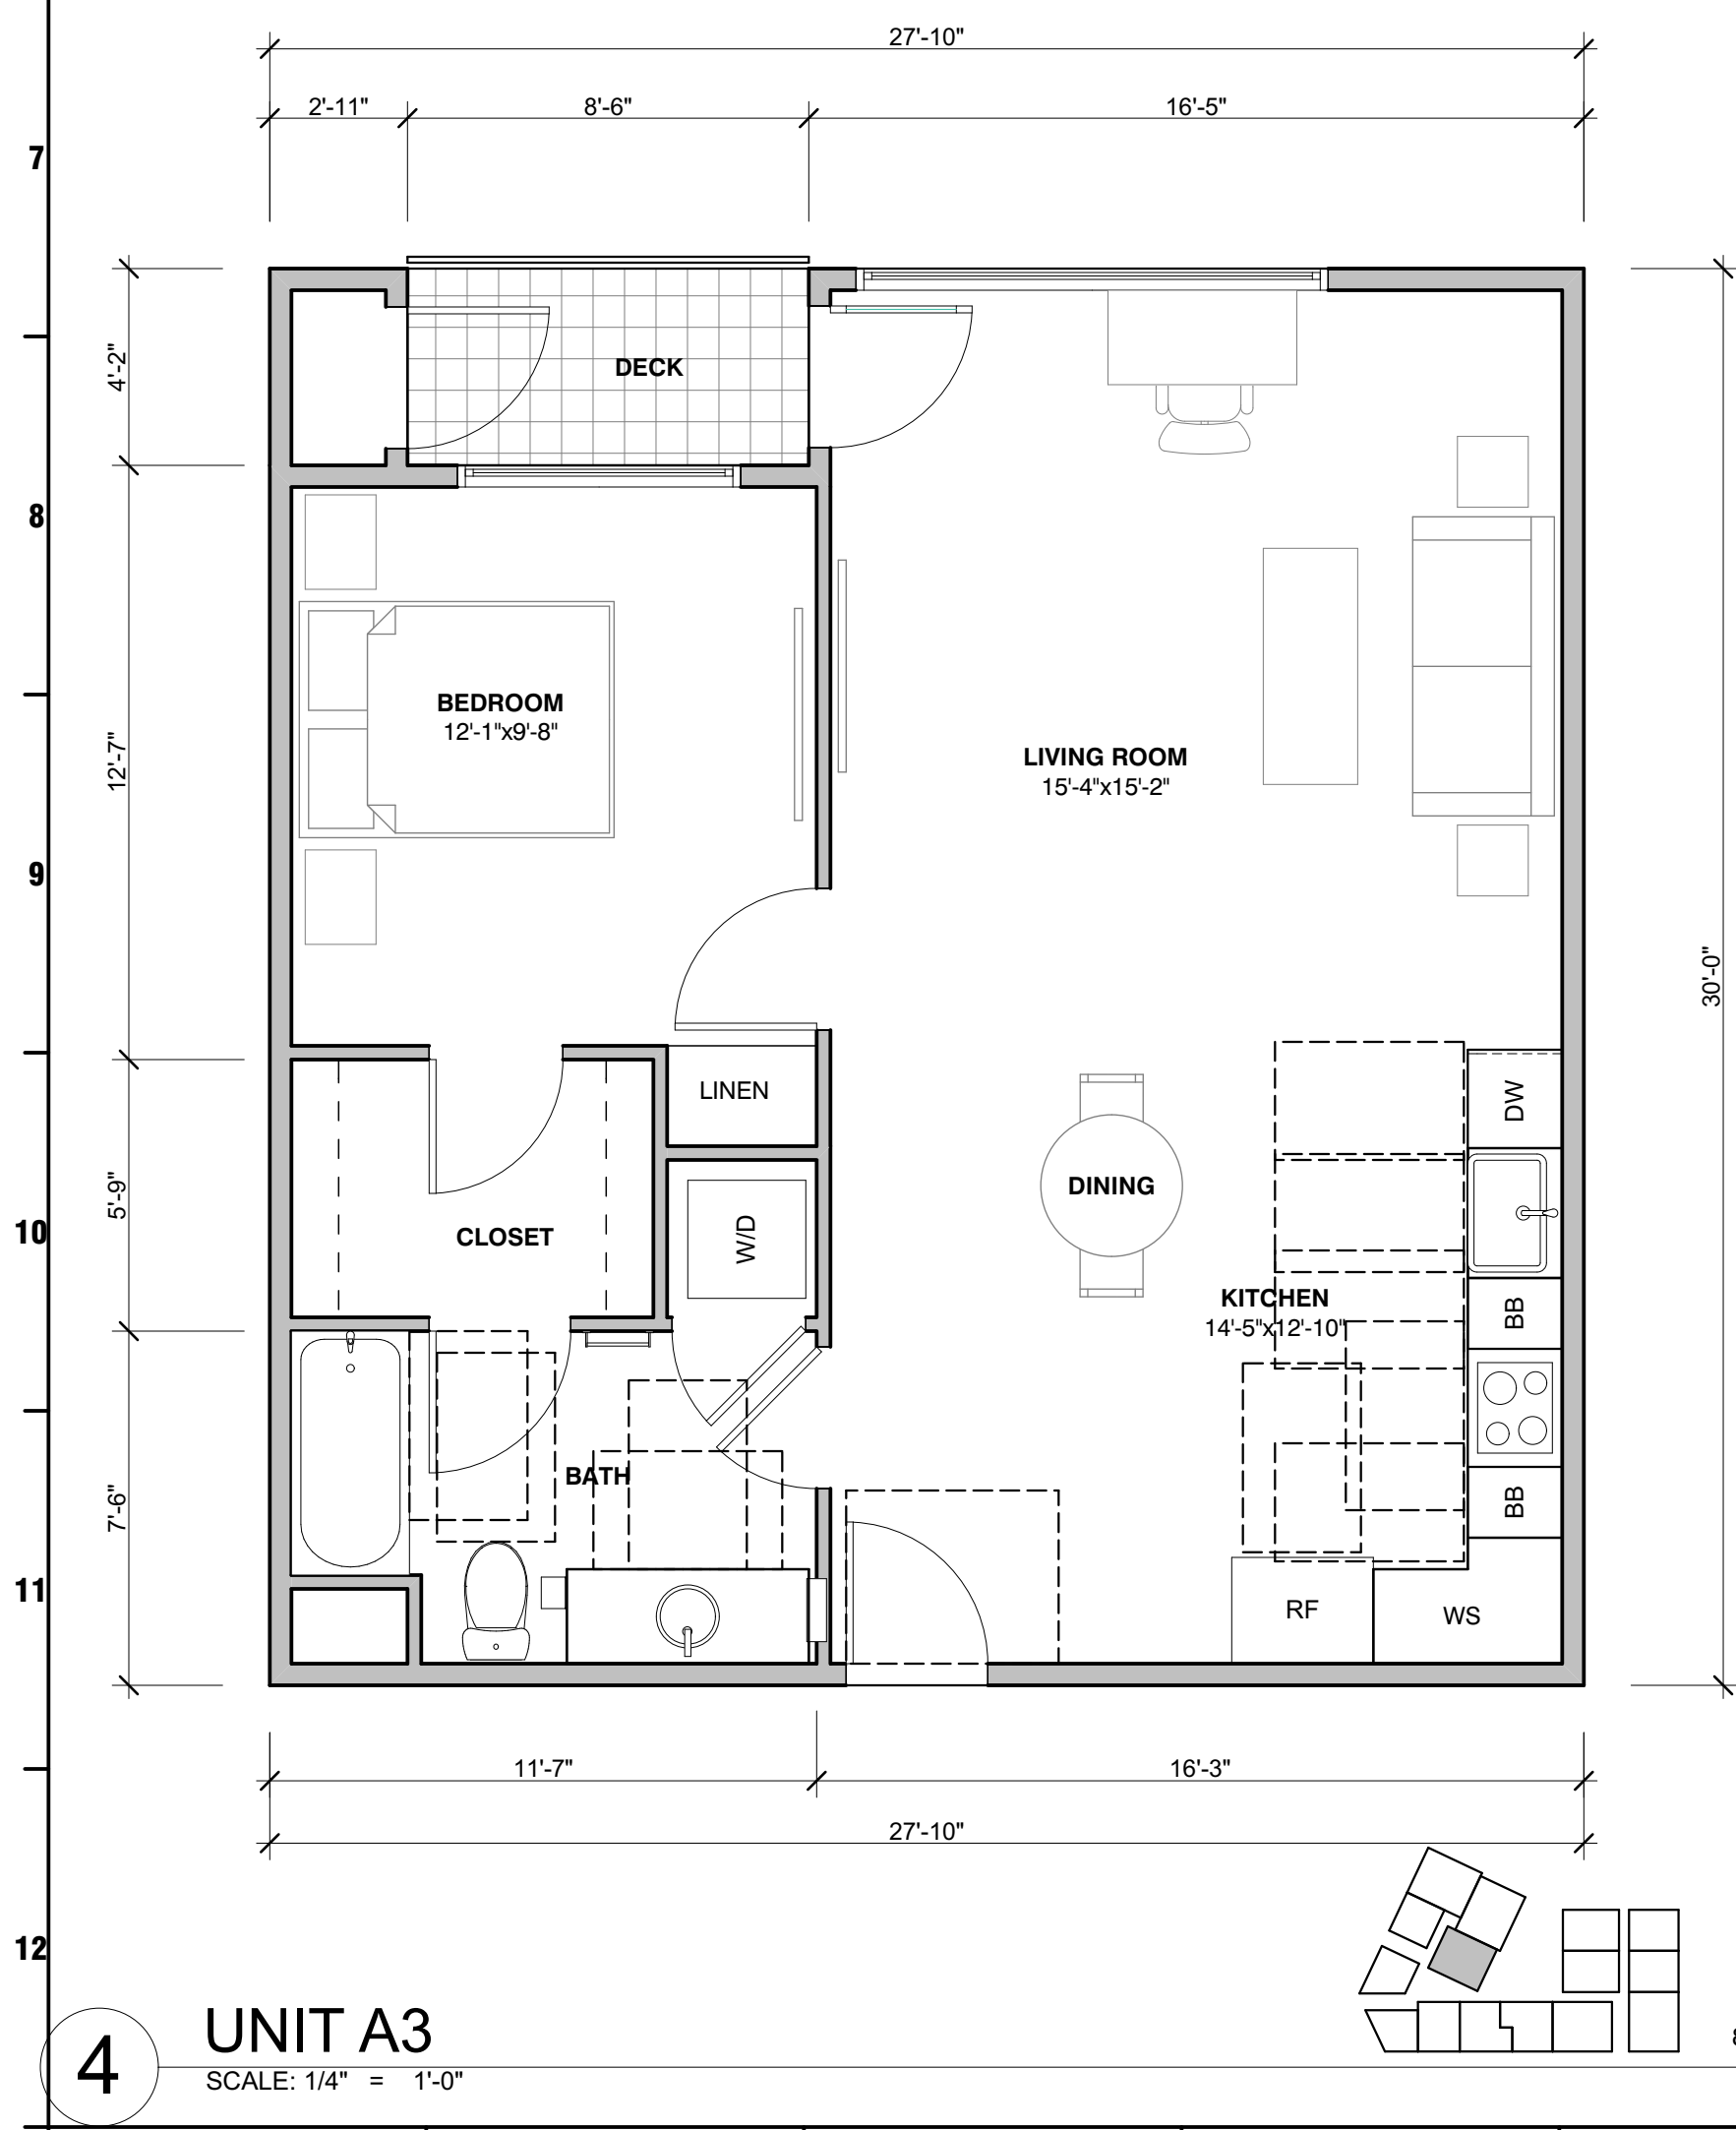 27'-10"
2'-11"
8'-6"
16'-5"
7
4'-2"
DECK
8
BEDROOM
12'-1"x9'-8"
12'-7"
LIVING ROOM
15'-4"x15'-2"
9
30'-0"
LINEN
DW
5'-9"
DINING
10
CLOSET
W/D
KITCHEN
14'-5"x12'-10"
BB
BATH
7'-6"
BB
11
RF
WS
11'-7"
16'-3"
27'-10"
12
4
UNIT A3
SCALE: 1/4" = 1'-0"